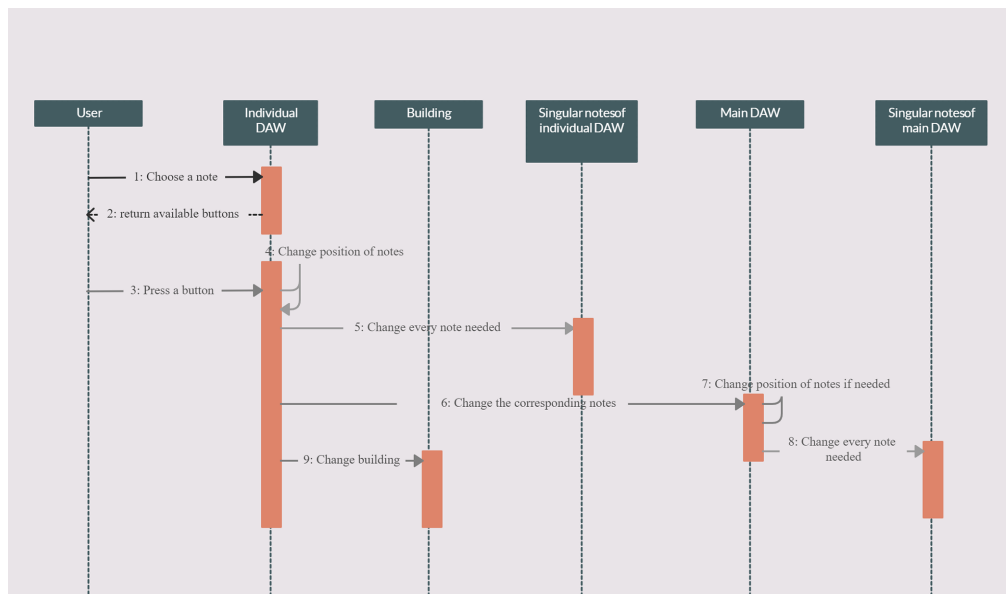 User
Individual
DAW
Building
Singular notesof
individual DAW
Main DAW
Singular notesof
main DAW
1: Choose a note
2: return available buttons
4: Change position of notes
3: Press a button
5: Change every note needed
7: Change position of notes if needed
6: Change the corresponding notes
8: Change every note
needed
9: Change building